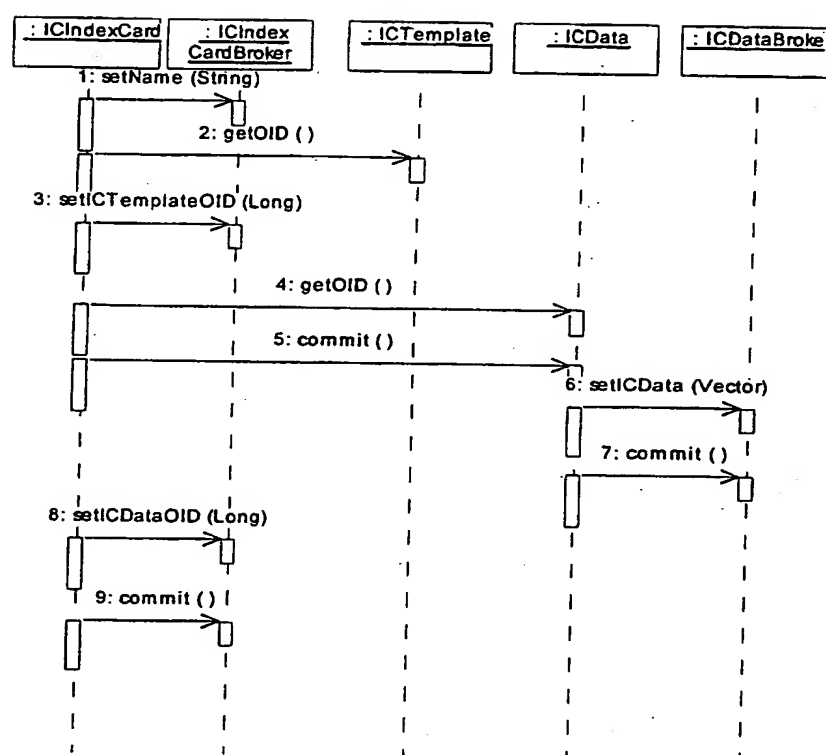 : ICIndexCard
: ICIndex
CardBroker
: ICTemplate
: ICData
: ICDataBroke
1: setName (String)
2: getOID ( )
3: setICTemplateOID (Long)
4: getOID ( )
5: commit ( )
6: setICData (Vector)
7: commit ( )
8: setICDataOID (Long)
9: commit ( )